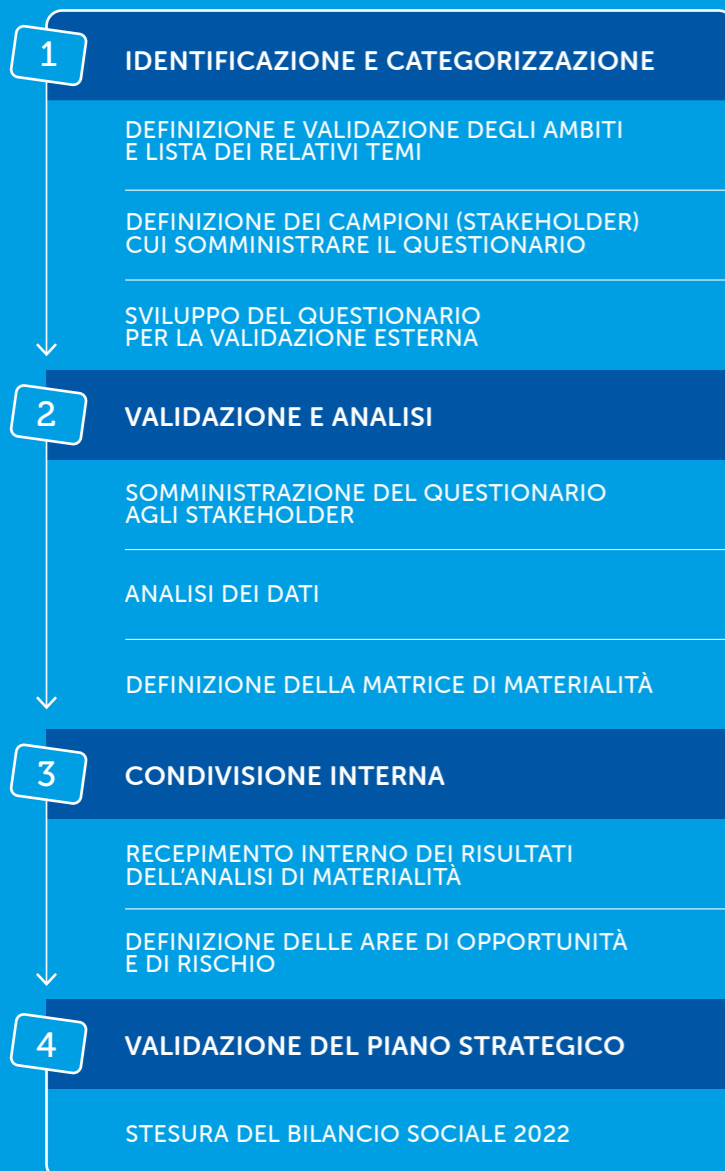 1
IDENTIFICAZIONE E CATEGORIZZAZIONE
DEFINIZIONE E VALIDAZIONE DEGLI AMBITI
E LISTA DEI RELATIVI TEMI
DEFINIZIONE DEI CAMPIONI (STAKEHOLDER)
CUI SOMMINISTRARE IL QUESTIONARIO
SVILUPPO DEL QUESTIONARIO
PER LA VALIDAZIONE ESTERNA
2
VALIDAZIONE E ANALISI
SOMMINISTRAZIONE DEL QUESTIONARIO
AGLI STAKEHOLDER
ANALISI DEI DATI
DEFINIZIONE DELLA MATRICE DI MATERIALITÀ
3
CONDIVISIONE INTERNA
RECEPIMENTO INTERNO DEI RISULTATI
DELL'ANALISI DI MATERIALITÀ
DEFINIZIONE DELLE AREE DI OPPORTUNITÀ
E DI RISCHIO
4
VALIDAZIONE DEL PIANO STRATEGICO
STESURA DEL BILANCIO SOCIALE 2022